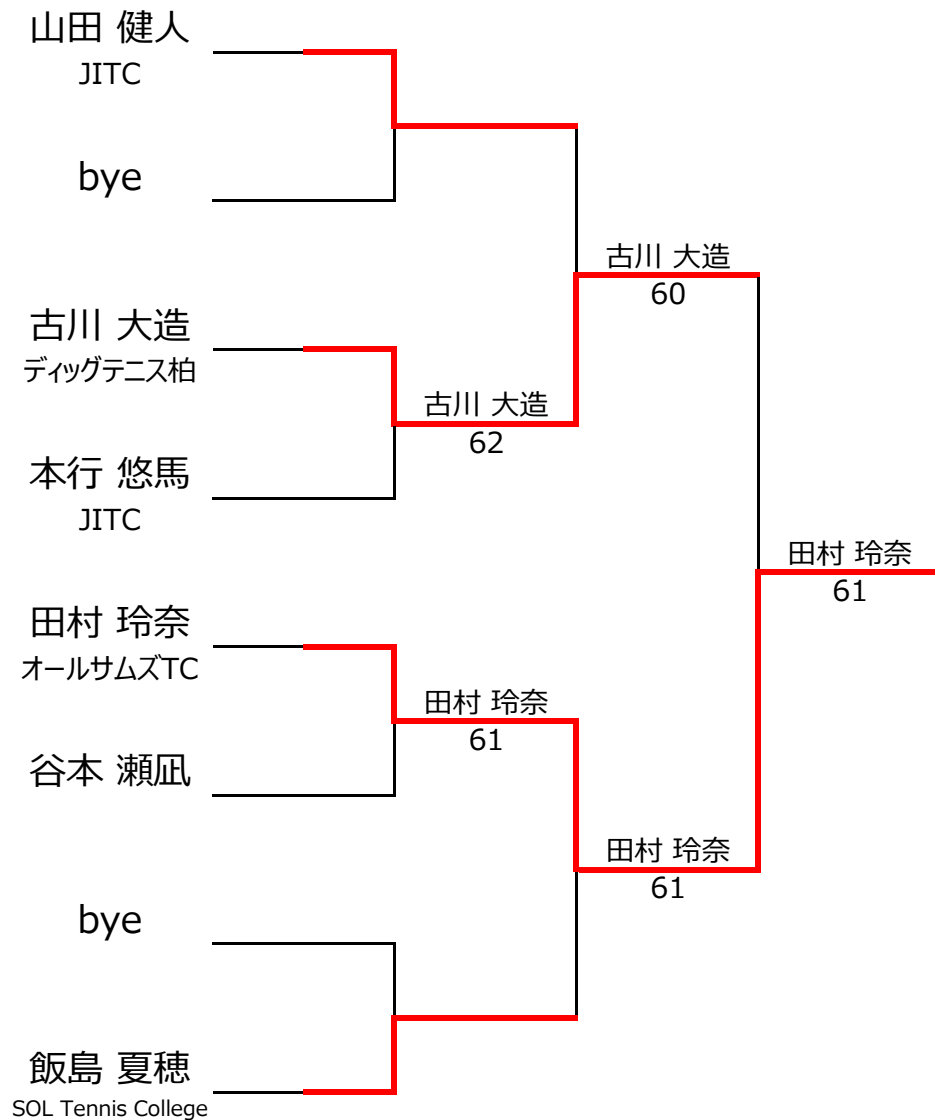 山田 健人
JITC
bye
古川 大造
ディッグテニス柏
本行 悠馬
JITC
田村 玲奈
オールサムズTC
谷本 瀬凪
bye
飯島 夏穂
SOL Tennis College
古川 大造
62
田村 玲奈
61
古川 大造
60
田村 玲奈
61
田村 玲奈
61